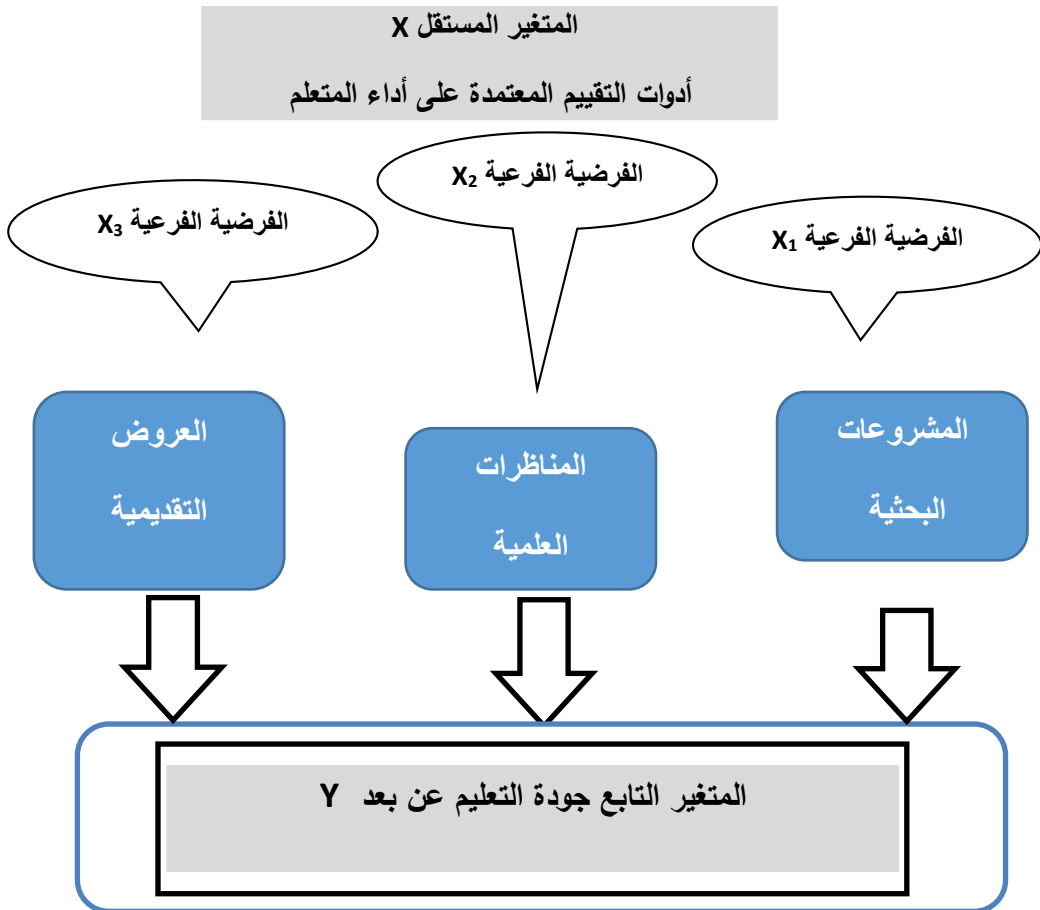 المتغير المستقل X
أدوات التقييم المعتمدة على أداء المتعلم
الفرضية الفرعية X₁
الفرضية الفرعية X₂
الفرضية الفرعية X₃
المشروعات
البحثية
المناظرات
العلمية
العروض
التقديمية
المتغير التابع جودة التعليم عن بعد Y